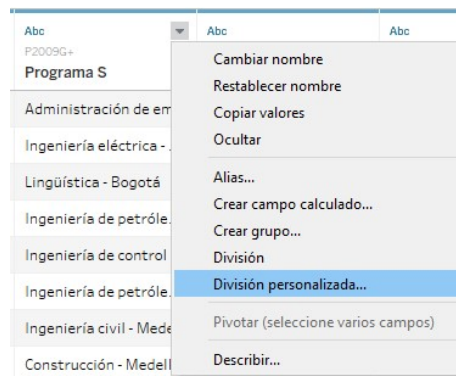 Abc Abc Abc
P2009G+
Programa S
Administración de em
Ingeniería eléctrica -
Lingüística - Bogotá
Ingeniería de petróle...
Ingeniería de control
Ingeniería de petróle...
Ingeniería civil - Mede
Construcción - Medell
Cambiar nombre
Restablecer nombre
Copiar valores
Ocultar
Alias...
Crear campo calculado...
Crear grupo...
División
División personalizada...
Pivotar (seleccione varios campos)
Describir...